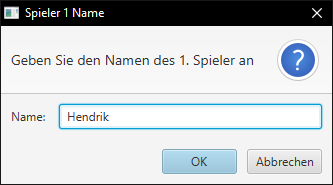 Spieler 1 Name
Geben Sie den Namen des 1. Spieler an
?
Name: Hendrik
OK Abbrechen